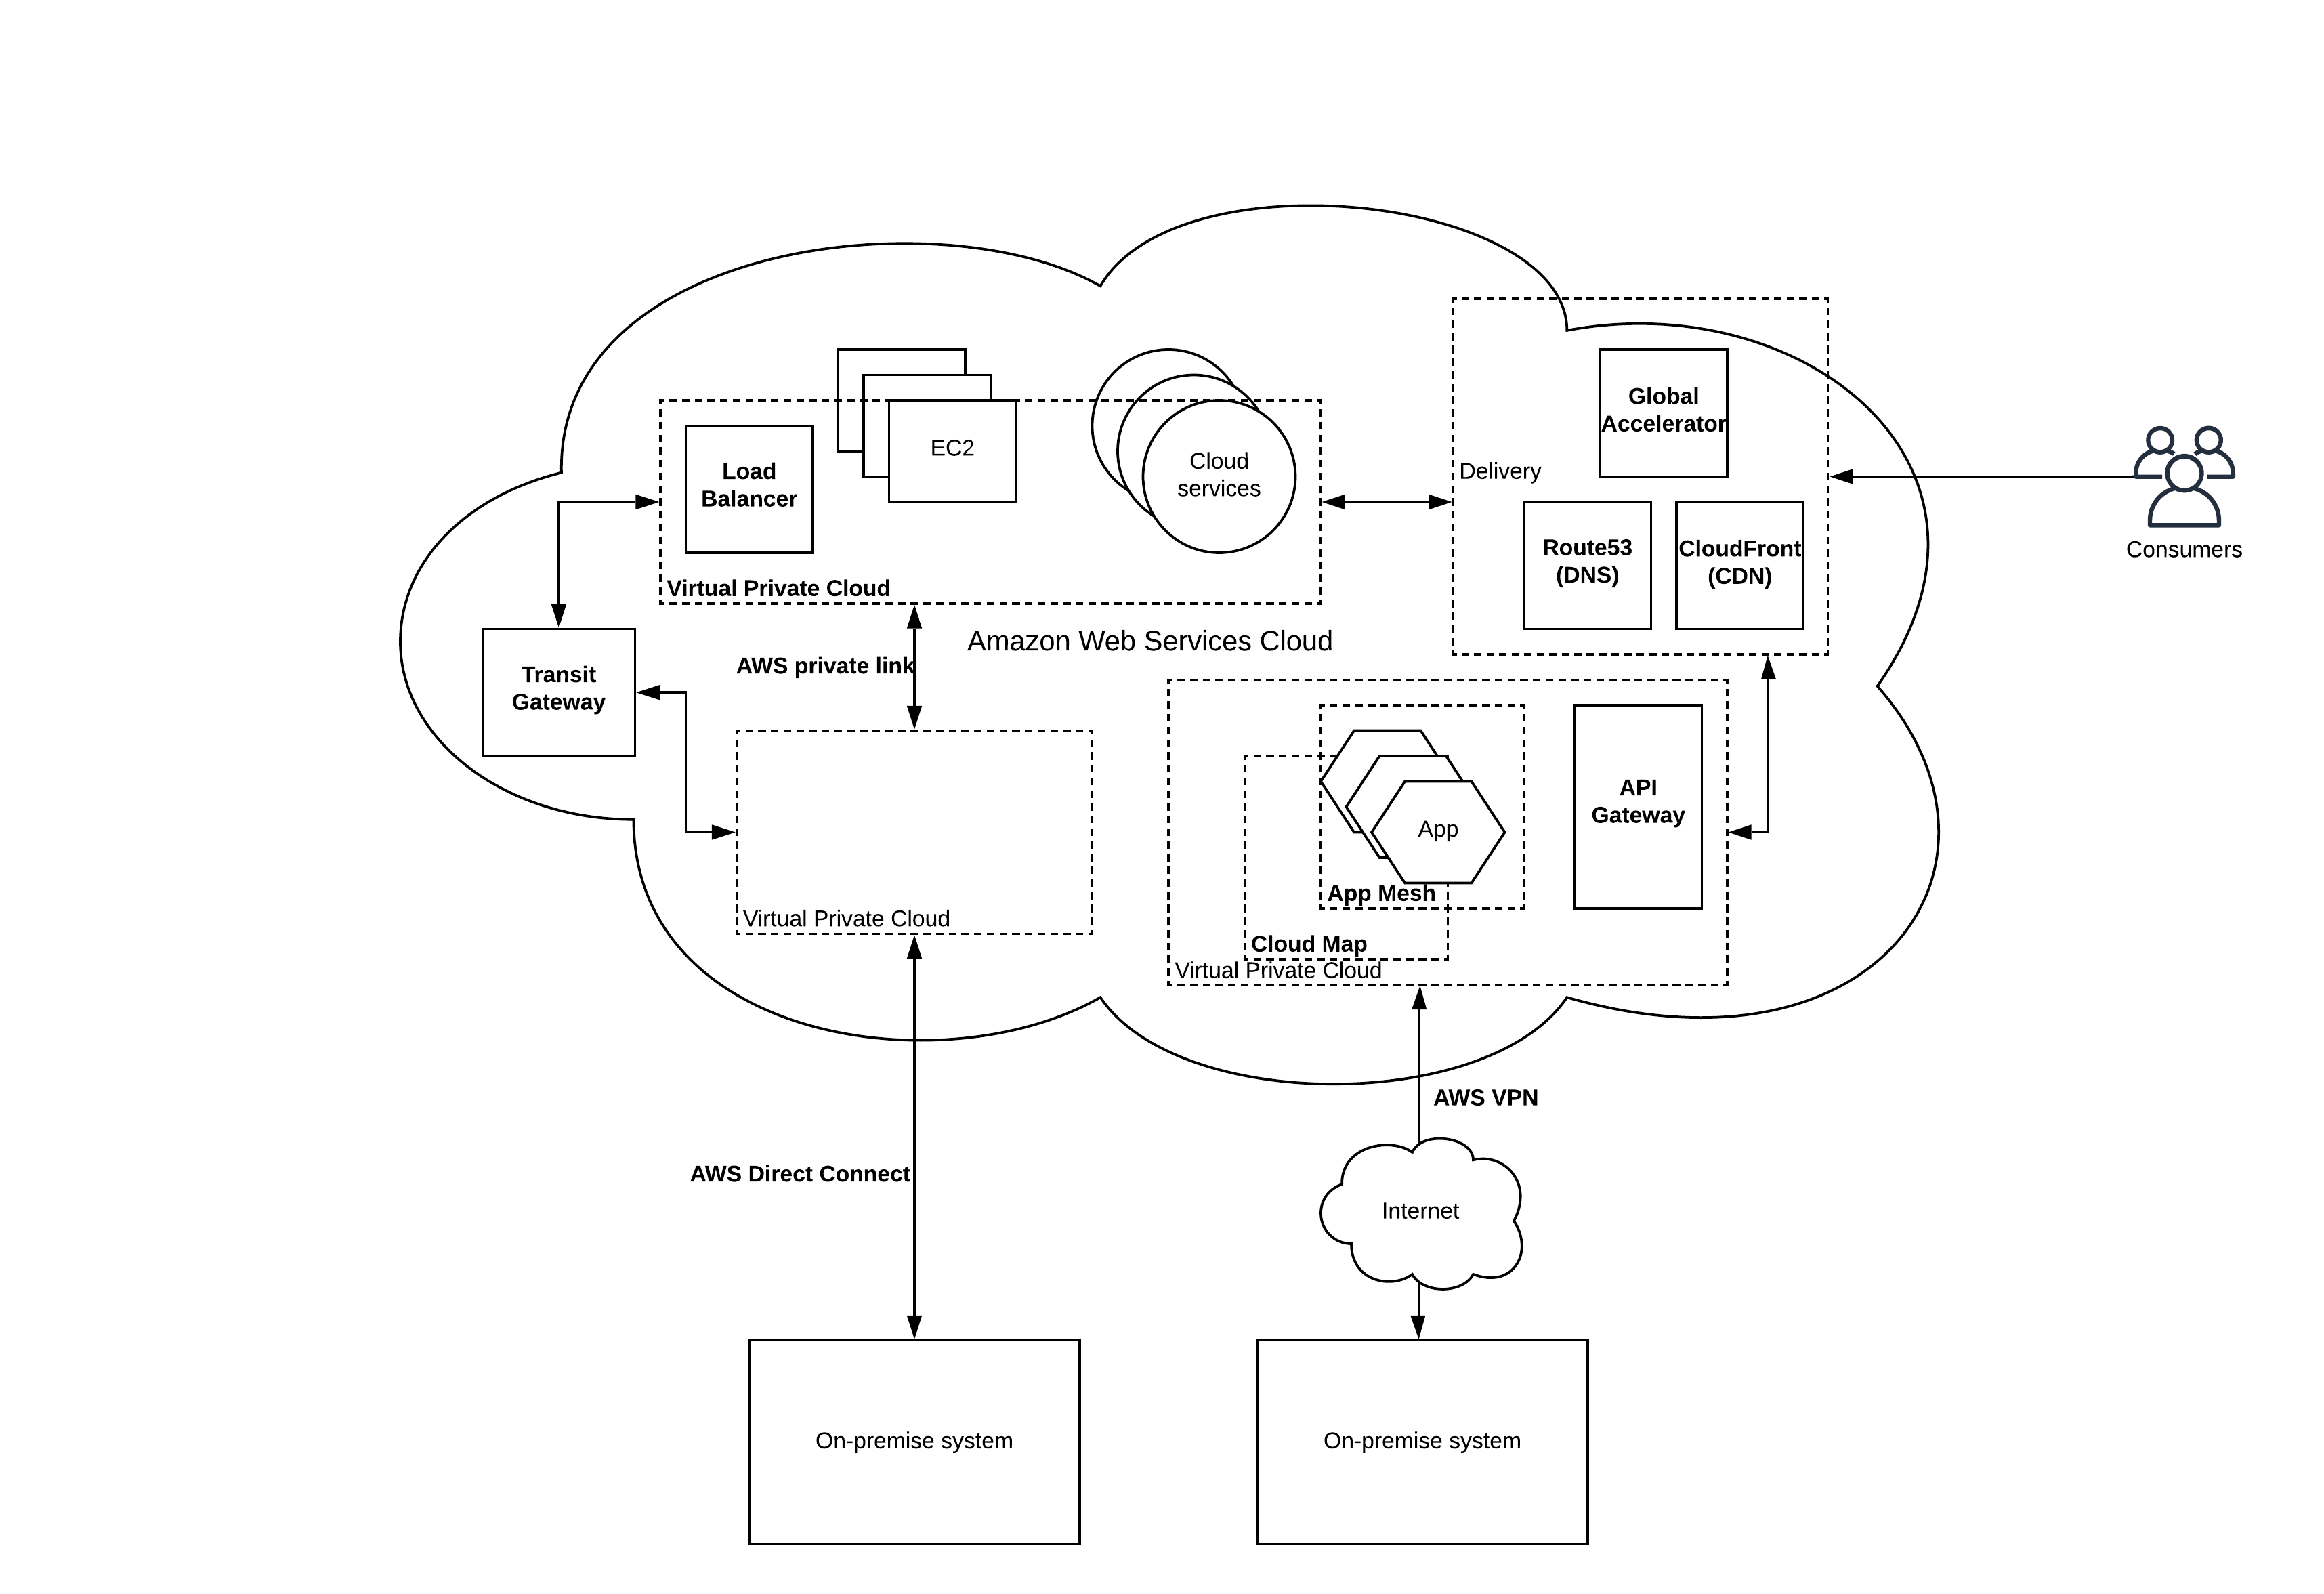 Global
Accelerator
Delivery
Load
Balancer
EC2
Cloud
services
Route53
(DNS)
CloudFront
(CDN)
Consumers
Virtual Private Cloud
Amazon Web Services Cloud
AWS private link
Transit
Gateway
API
Gateway
App
App Mesh
Virtual Private Cloud
Cloud Map
Virtual Private Cloud
AWS VPN
AWS Direct Connect
Internet
On-premise system
On-premise system